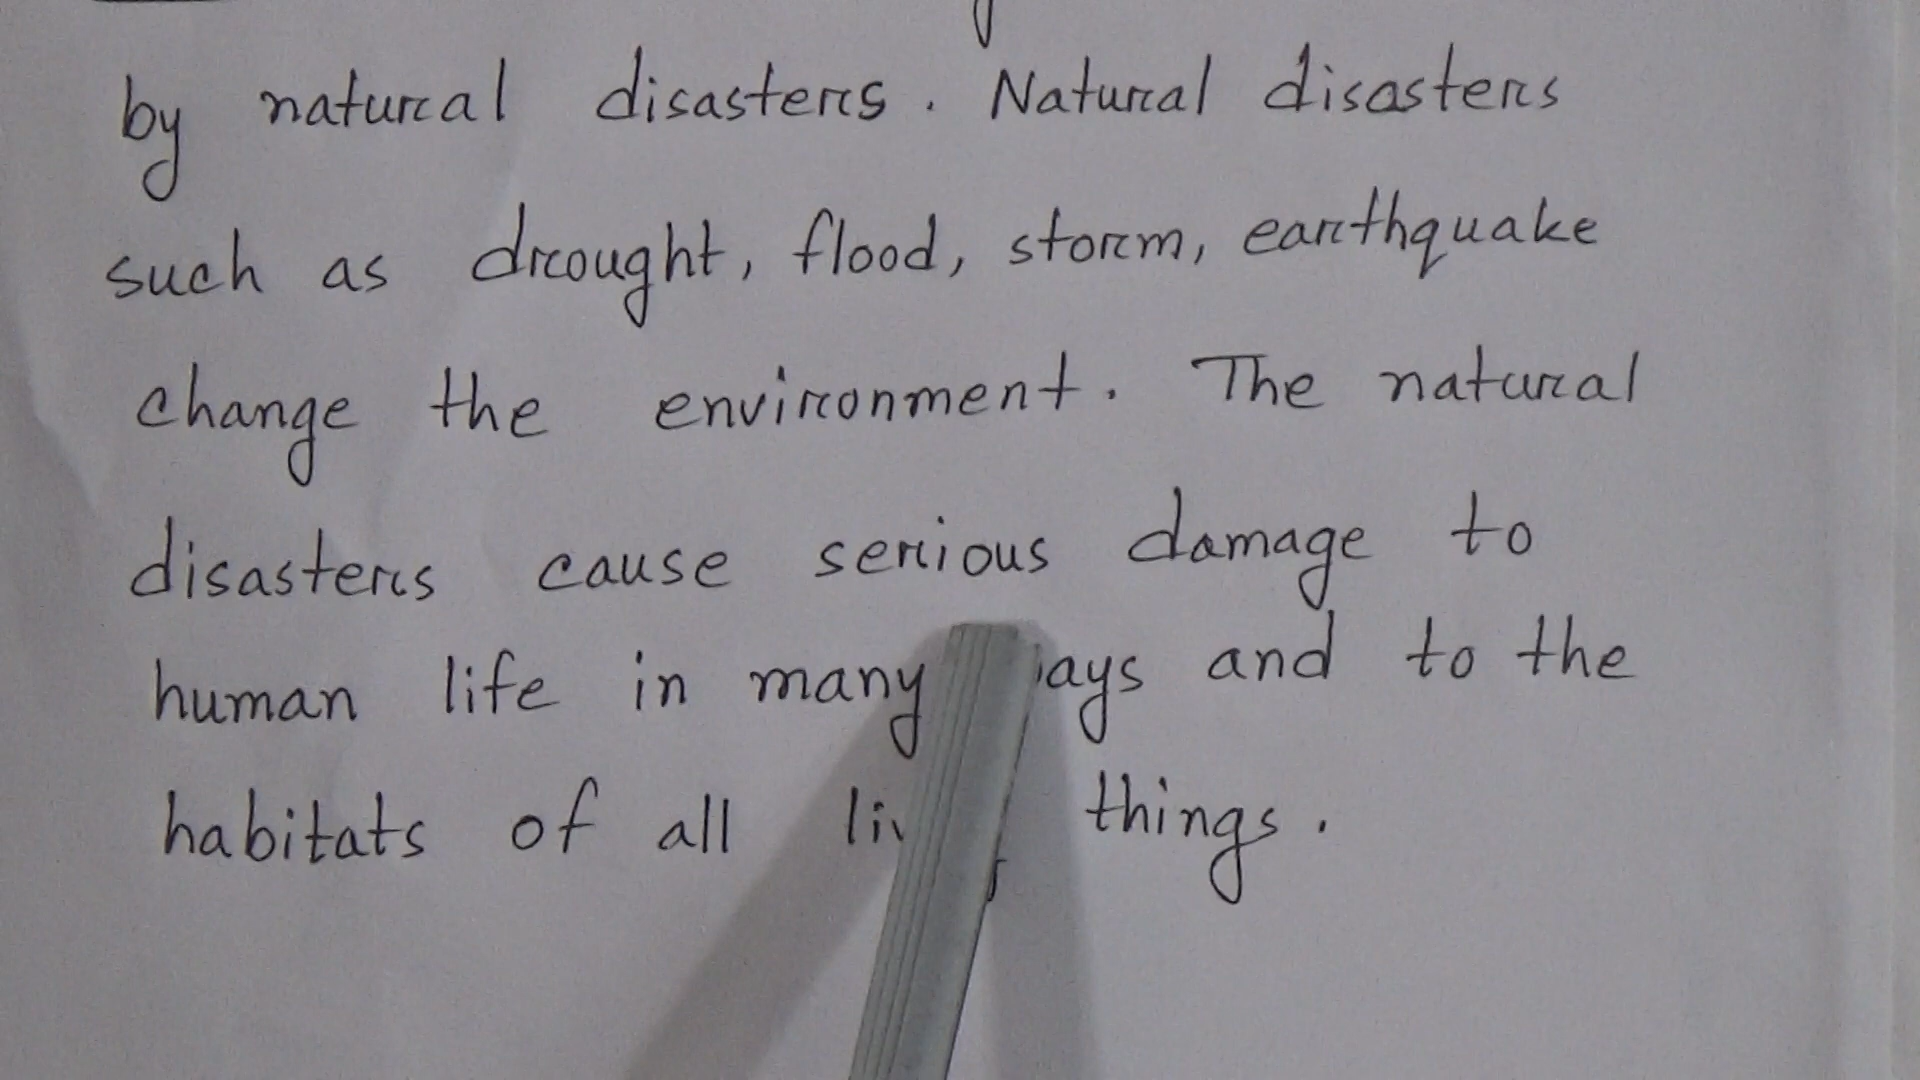 by natural disasters. Natural disasters
such as drought, flood, storm, earthquake
change the environment. The natural
disasters cause serious damage to
human life in many ways and to the
habitats of all things.